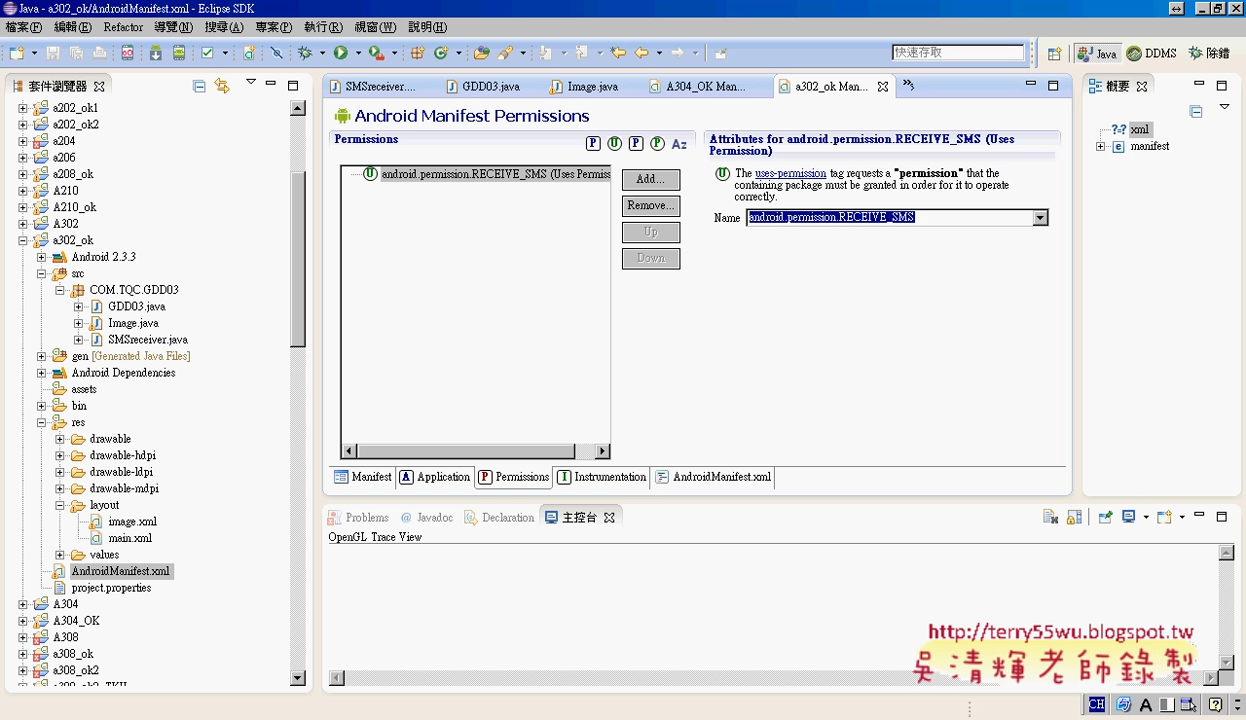 Java - a302_ok/AndroidManifest.xml - Eclipse SDK
檔案(F) 編輯(E) Refactor 導覽(N) 搜尋(A) 專案(P) 執行(R) 視窗(W) 說明(H)
快速存取
Java DDMS 除錯
套件瀏覽器
a202_ok1
a202_ok2
a204
a206
a208_ok
A210
A210_ok
A302
a302_ok
Android 2.3.3
src
COM.TQC.GDD03
GDD03.java
Image.java
SMSreceiver.java
gen [Generated Java Files]
Android Dependencies
assets
bin
res
drawable
drawable-hdpi
drawable-ldpi
drawable-mdpi
layout
image.xml
main.xml
values
AndroidManifest.xml
project.properties
A304
A304_OK
A308
a308_ok
a308_ok2
SMSreceiver.... GDD03.java Image.java A304_OK Man... a302_ok Man...
Android Manifest Permissions
Permissions
P U P P Az
U android.permission.RECEIVE_SMS (Uses Permiss
Add...
Remove...
Up
Down
Attributes for android.permission.RECEIVE_SMS (Uses
Permission)
U The uses-permission tag requests a "permission" that the
containing package must be granted in order for it to operate
correctly.
Name android.permission.RECEIVE_SMS
Manifest A Application P Permissions I Instrumentation AndroidManifest.xml
概要
xml
manifest
Problems @ Javadoc Declaration 主控台
OpenGL Trace View
http://terry55wu.blogspot.tw
吳清輝老師錄製
CH A